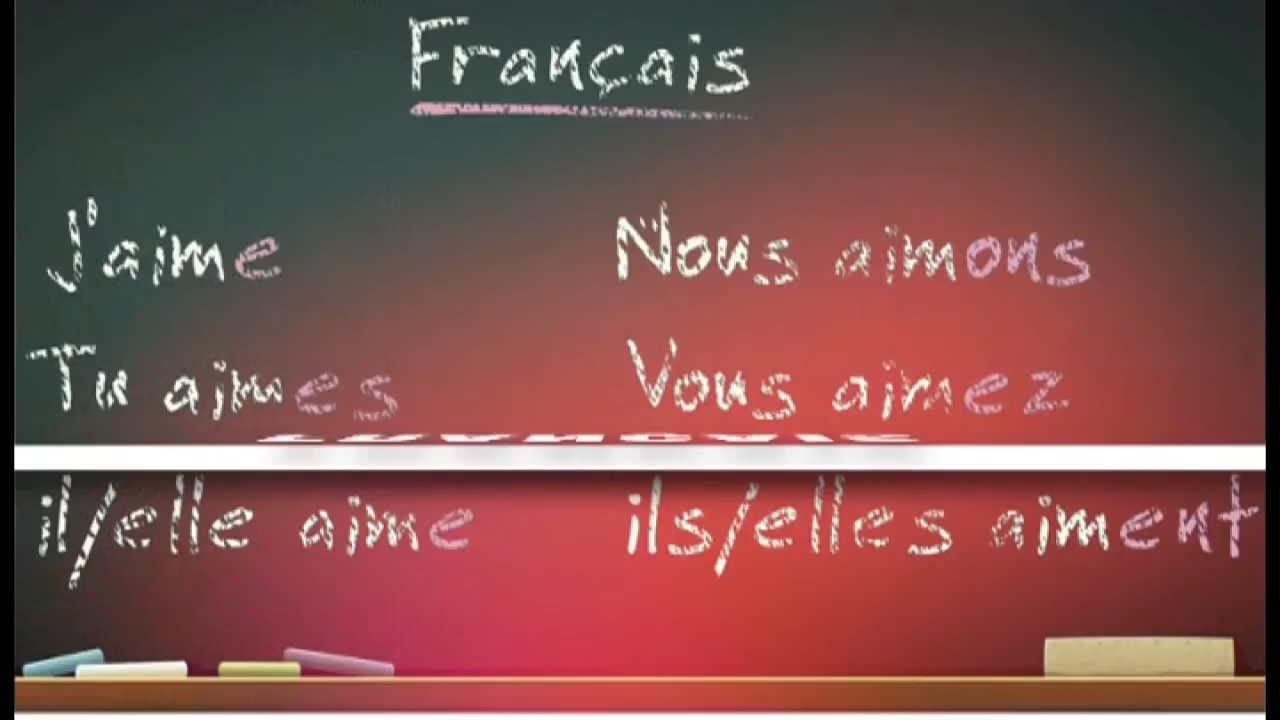 Français
J'aime Nous aimons
Tu aimes Vous aimez
il/elle aime ils/elles aiment